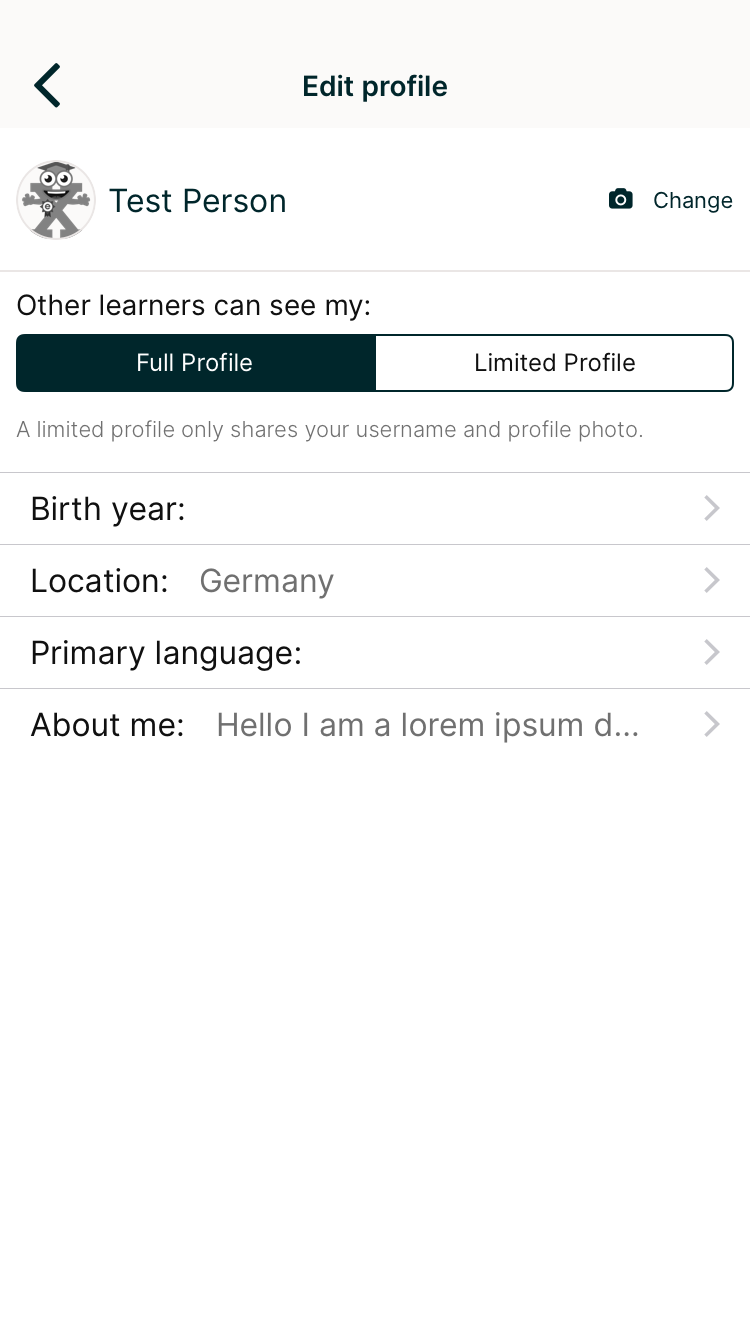 Edit profile
Test Person
Change
Other learners can see my:
Full Profile
Limited Profile
A limited profile only shares your username and profile photo.
Birth year:
Location: Germany
Primary language:
About me: Hello I am a lorem ipsum d...